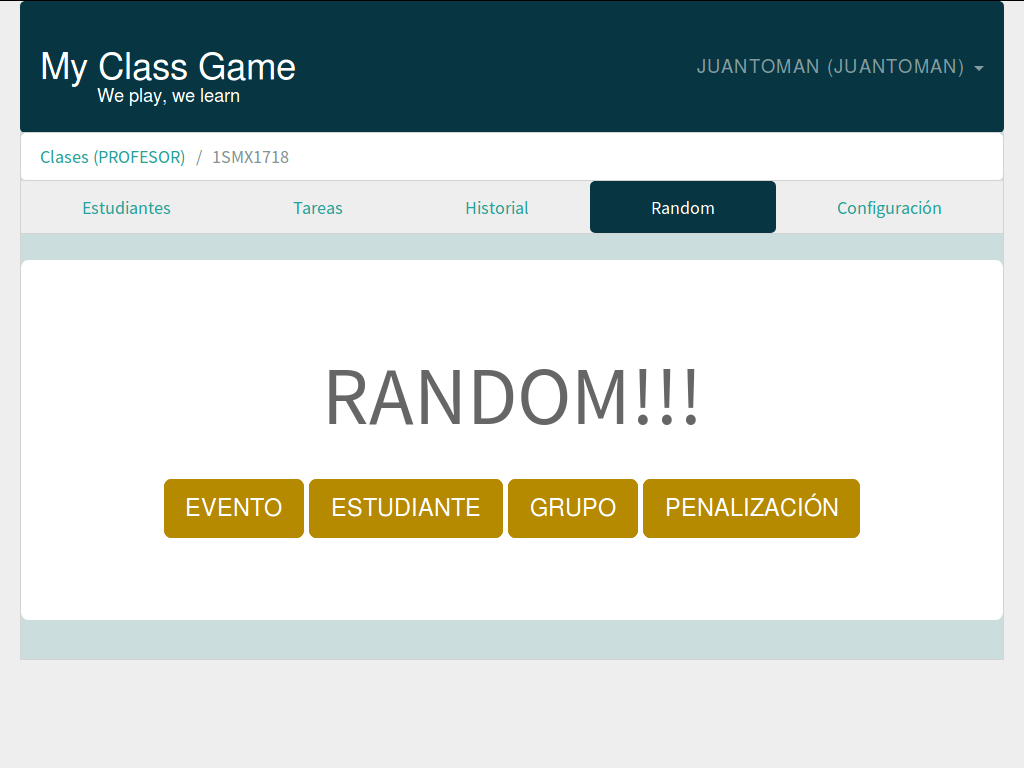 My Class Game
We play, we learn
JUANTOMAN (JUANTOMAN)
Clases (PROFESOR) / 1SMX1718
Estudiantes Tareas Historial Random Configuración
RANDOM!!!
EVENTO ESTUDIANTE GRUPO PENALIZACIÓN